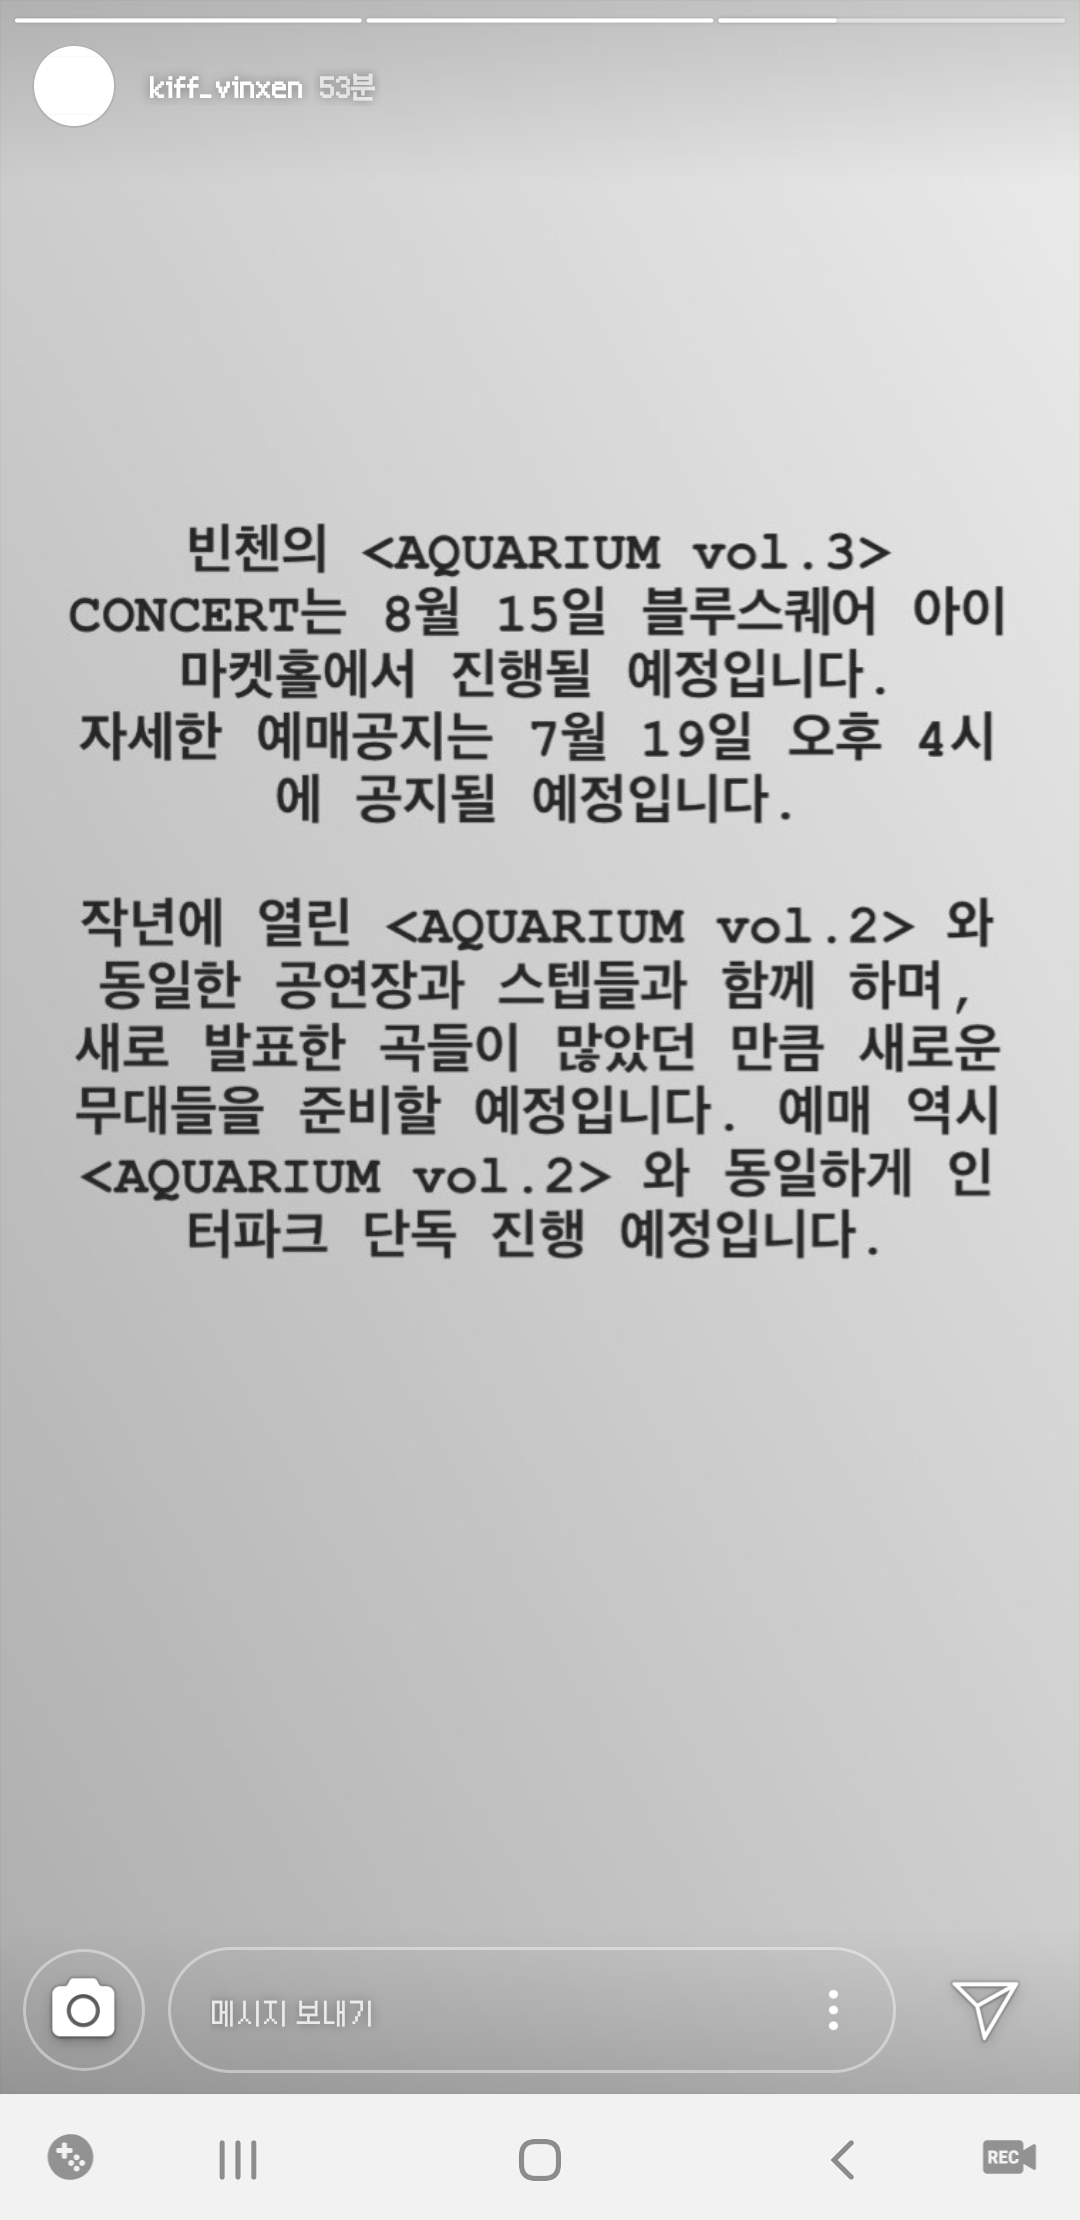 kiff_vinxen 53분
빈첸의 <AQUARIUM vol.3>
CONCERT는 8월 15일 블루스퀘어 아이
마켓홀에서 진행될 예정입니다.
자세한 예매공지는 7월 19일 오후 4시
에 공지될 예정입니다.
작년에 열린 <AQUARIUM vol.2> 와
동일한 공연장과 스텝들과 함께 하며,
새로 발표한 곡들이 많았던 만큼 새로운
무대들을 준비할 예정입니다. 예매 역시
<AQUARIUM vol.2> 와 동일하게 인
터파크 단독 진행 예정입니다.
메시지 보내기
REC